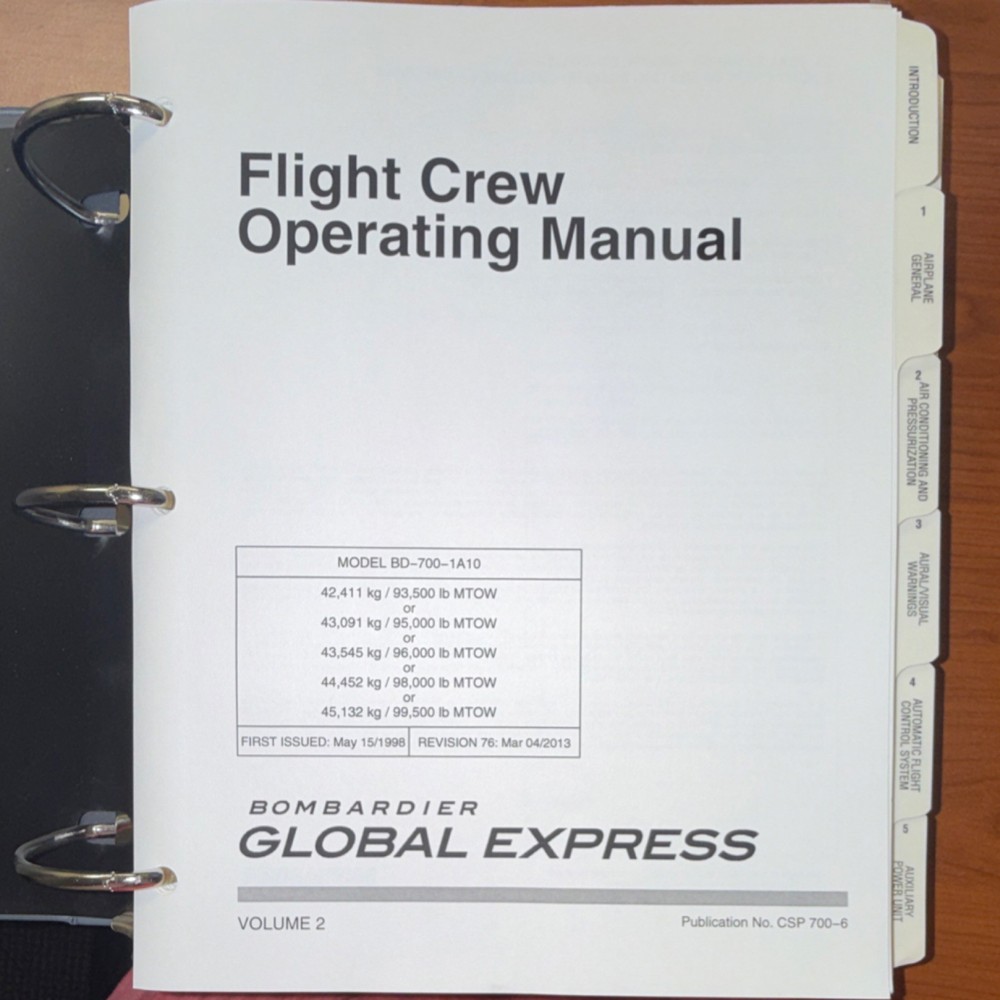 Flight Crew
Operating Manual
MODEL BD-700-1A10
42,411 kg / 93,500 lb MTOW
or
43,091 kg / 95,000 lb MTOW
or
43,545 kg / 96,000 lb MTOW
or
44,452 kg / 98,000 lb MTOW
or
45,132 kg / 99,500 lb MTOW
FIRST ISSUED: May 15/1998 REVISION 76: Mar 04/2013
BOMBARDIER
GLOBAL EXPRESS
VOLUME 2
Publication No. CSP 700-6
INTRODUCTION
1
AIRPLANE
GENERAL
2
AIR CONDITIONING AND
PRESSURIZATION
3
AURAL/VISUAL
WARNINGS
4
AUTOMATIC FLIGHT
CONTROL SYSTEM
5
AUXILIARY
POWER UNIT